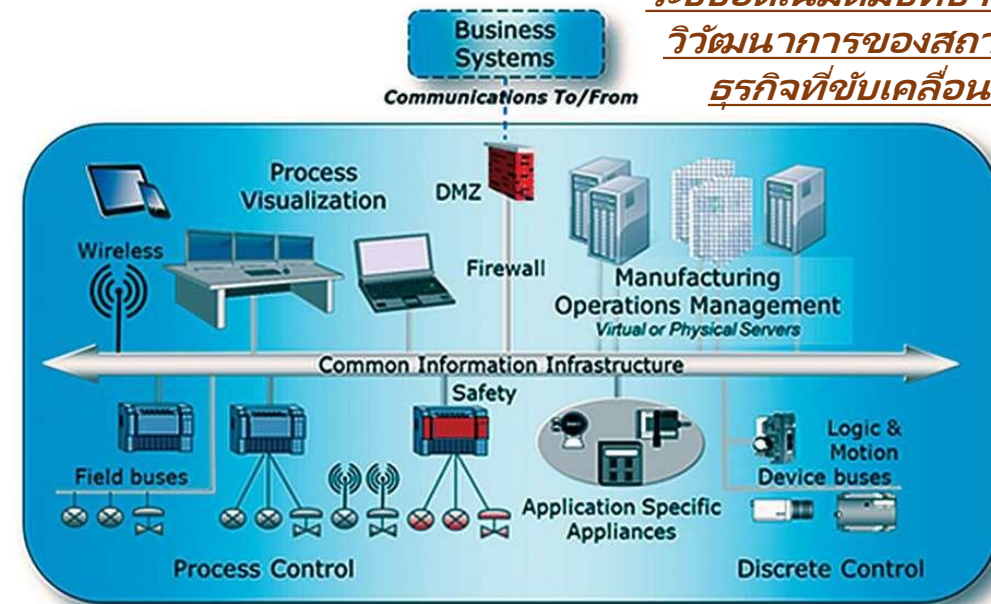 วิวัฒนาการของสถา
ธุรกิจที่ขับเคลื่อน
Business
Systems
Communications To/From
Process
Visualization
DMZ
Wireless
Firewall
Manufacturing
Operations Management
Virtual or Physical Servers
Common Information Infrastructure
Safety
Logic &
Motion
Field buses
Device buses
Application Specific
Appliances
Process Control
Discrete Control